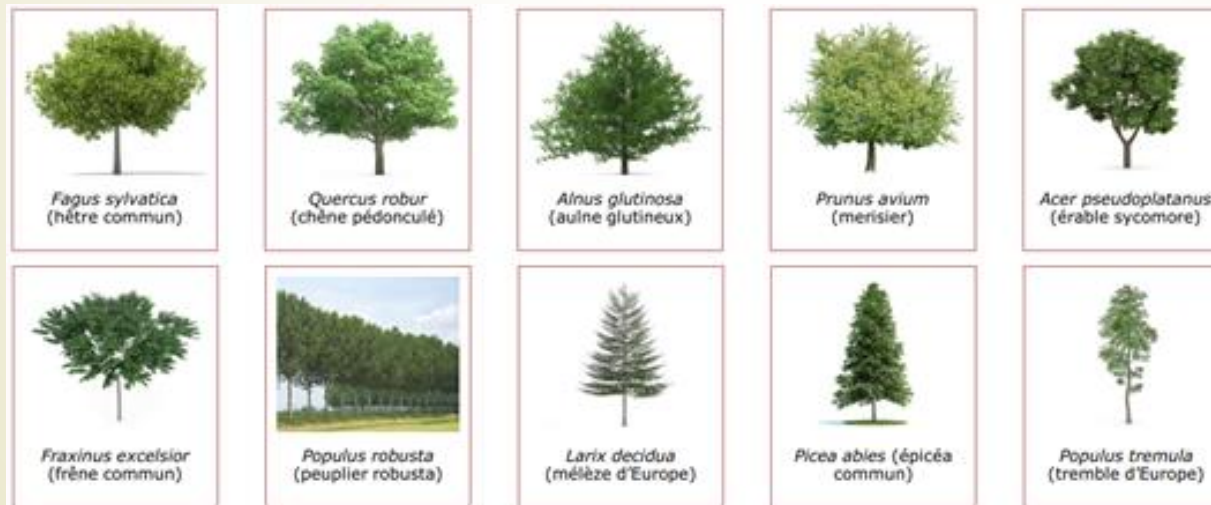 Fagus sylvatica
(hêtre commun)
Quercus robur
(chêne pédonculé)
Alnus glutinosa
(aulne glutineux)
Prunus avium
(merisier)
Acer pseudoplatanus
(érable sycomore)
Fraxinus excelsior
(frêne commun)
Populus robusta
(peuplier robusta)
Larix decidua
(mélèze d'Europe)
Picea abies (épicéa
commun)
Populus tremula
(tremble d'Europe)